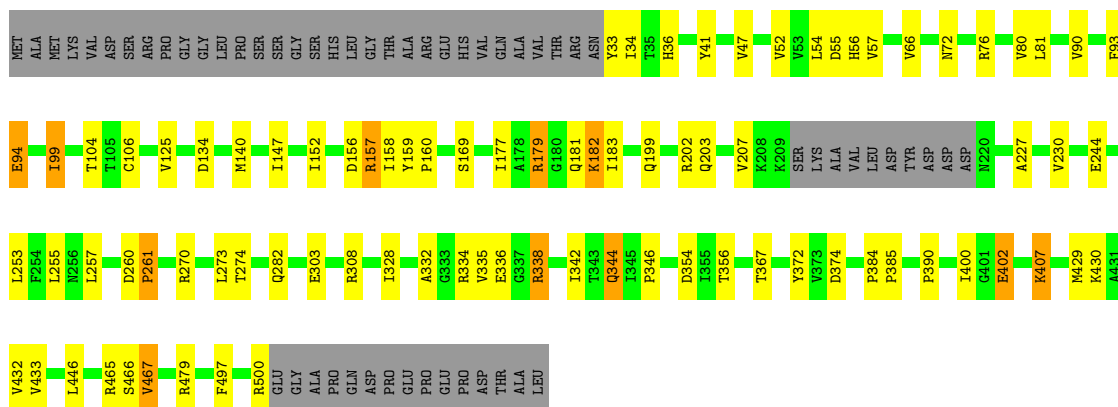 MET ALA MET LYS VAL ASP SER ARG PRO GLY GLY LEU PRO SER SER GLY SER HIS LEU GLY THR ALA ARG GLU HIS VAL GLN ALA VAL THR ARG ASN Y33 I34 T35 H36 Y41 V47 V52 V53 L54 D55 H56 V57 V66 N72 R76 V80 L81 V90 F93
E94 I99 T104 T105 C106 V125 D134 M140 I147 I152 D156 R157 I158 Y159 P160 S169 I177 A178 R179 G180 Q181 K182 I183 Q199 R202 Q203 V207 K208 K209 SER LYS ALA VAL LEU ASP TYR ASP ASP ASP N220 A227 V230 E244
L253 F254 L255 N256 L257 D260 P261 R270 L273 T274 Q282 E303 R308 I328 A332 G333 R334 V335 E336 G337 R338 I342 T343 Q344 I345 P346 D354 I355 T356 T367 Y372 V373 D374 P384 P385 P390 I400 G401 E402 K407 M429 K430 A431
V432 V433 L446 R465 S466 V467 R479 F497 R500 GLU GLY ALA PRO GLN ASP PRO GLU PRO GLU PRO ASP THR ALA LEU